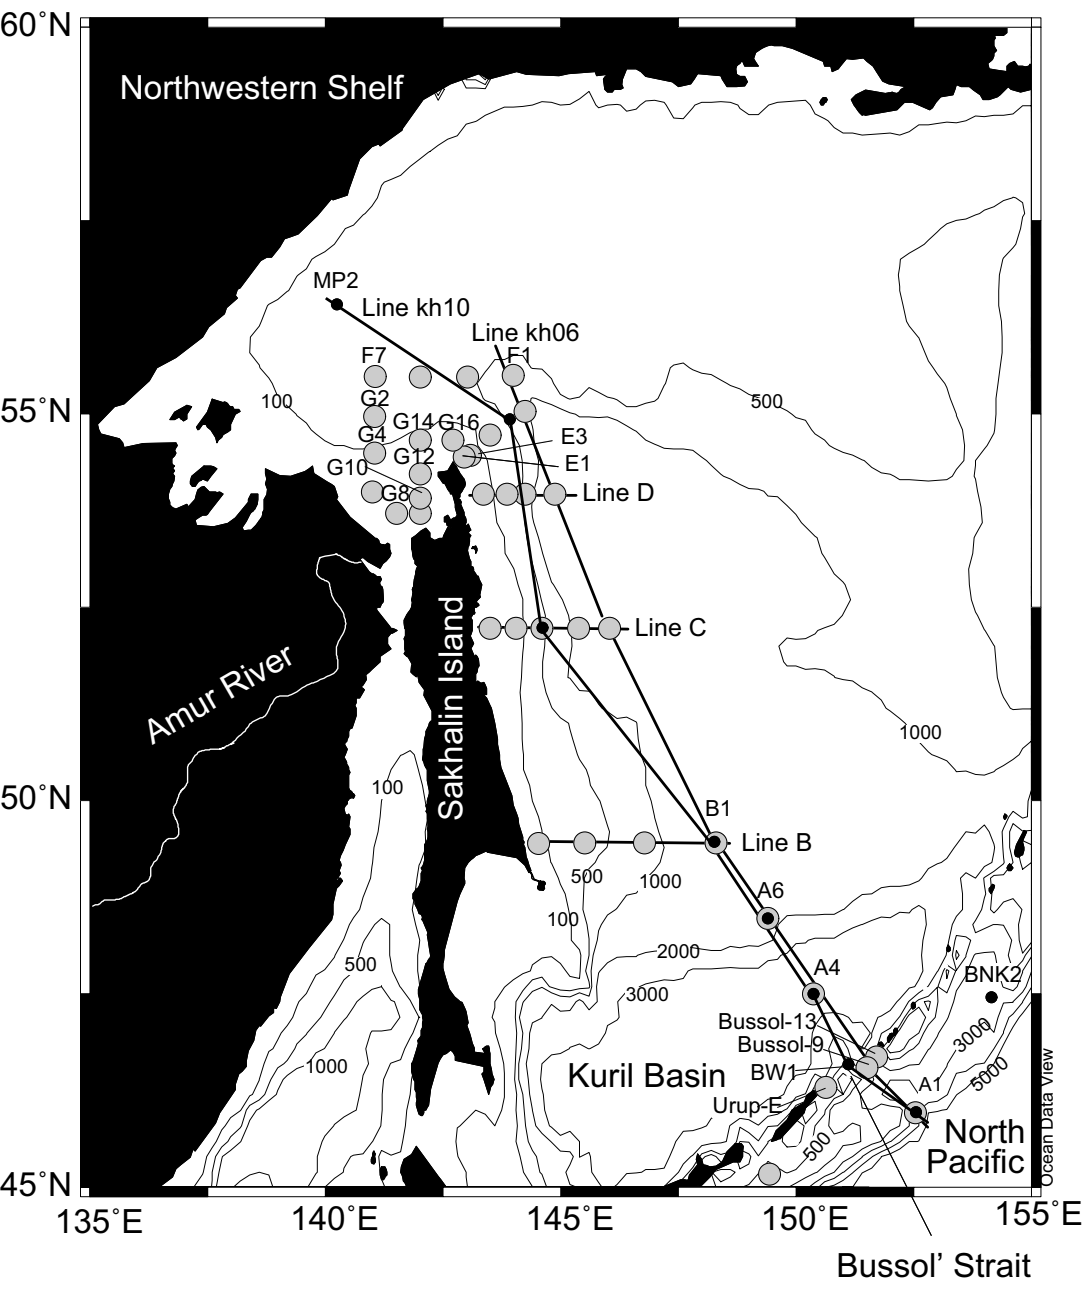 60°N
Northwestern Shelf
MP2
Line kh10
Line kh06
F7
F1
G2
100
500
55°N
G14
G16
G4
E3
G12
E1
G10
G8
Line D
Line C
Sakhalin Island
Amur River
1000
100
50°N
B1
Line B
500
1000
A6
100
2000
500
A4
BNK2
3000
Bussol-13
3000
Bussol-9
1000
BW1
Kuril Basin
5000
A1
Urup-E
North
Pacific
500
Ocean Data View
45°N
135°E
140°E
145°E
150°E
155°E
Bussol’ Strait